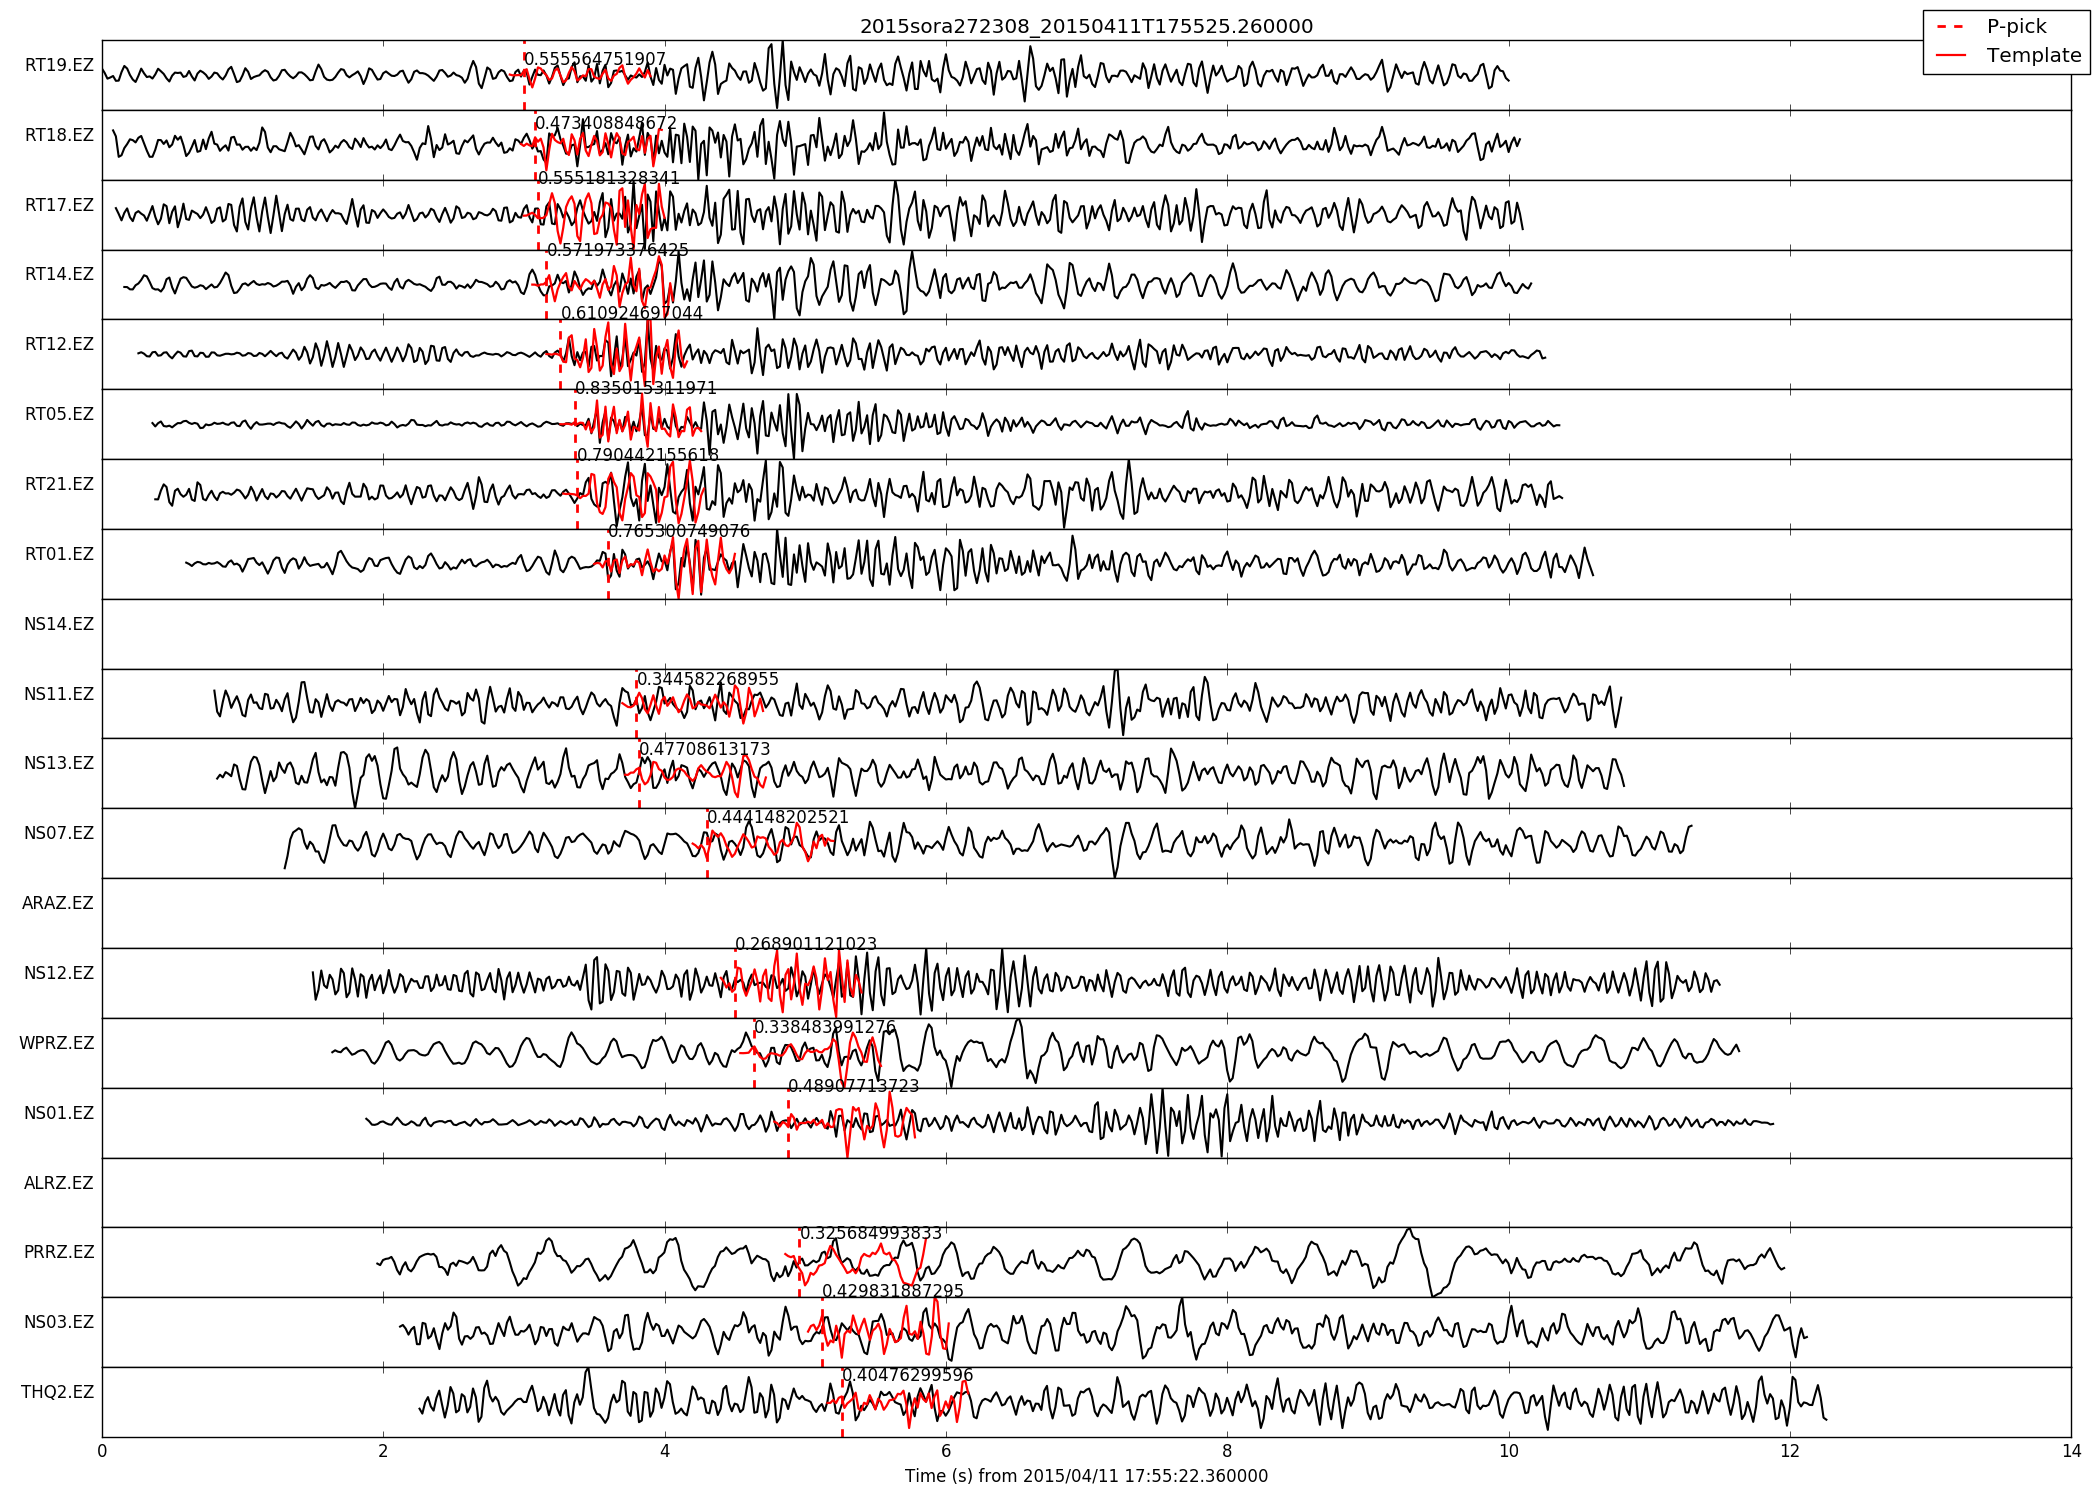 2015sora272308_20150411T175525.260000
P-pick
Template
RT19.EZ
0.555564751907
RT18.EZ
0.473408848672
RT17.EZ
0.555181328341
RT14.EZ
0.571973376425
RT12.EZ
0.610924697044
RT05.EZ
0.835015311971
RT21.EZ
0.790442155618
RT01.EZ
0.765300749076
NS14.EZ
NS11.EZ
0.344582268955
NS13.EZ
0.47708613173
NS07.EZ
0.444148202521
ARAZ.EZ
NS12.EZ
0.268901121023
WPRZ.EZ
0.338483991276
NS01.EZ
0.48907713723
ALRZ.EZ
PRRZ.EZ
0.325684993833
NS03.EZ
0.429831887295
THQ2.EZ
0.40476299596
0 2 4 6 8 10 12 14
Time (s) from 2015/04/11 17:55:22.360000